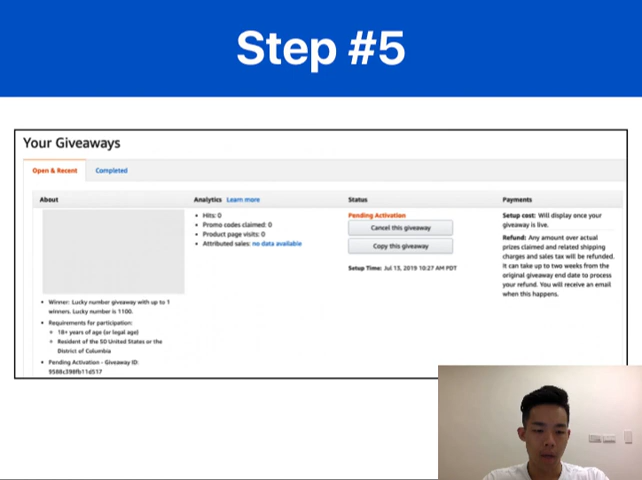 Step #5
Your Giveaways
Open & Recent
Completed
About
Analytics Learn more
Status
Payments
• Hits: 0
• Promo codes claimed: 0
• Product page visits: 0
• Attributed sales: no data available
Pending Activation
Cancel this giveaway
Copy this giveaway
Setup Time: Jul 13, 2019 10:27 AM PDT
Setup cost: Will display once your
giveaway is live.
Refund: Any amount over actual
prizes claimed and related shipping
charges and sales tax will be refunded.
It can take up to two weeks from the
original giveaway end date to process
your refund. You will receive an email
when this happens.
• Winner: Lucky number giveaway with up to 1
winners. Lucky number is 1100.
• Requirements for participation:
• 18+ years of age (or legal age)
• Resident of the 50 United States or the
District of Columbia
• Pending Activation - Giveaway ID: